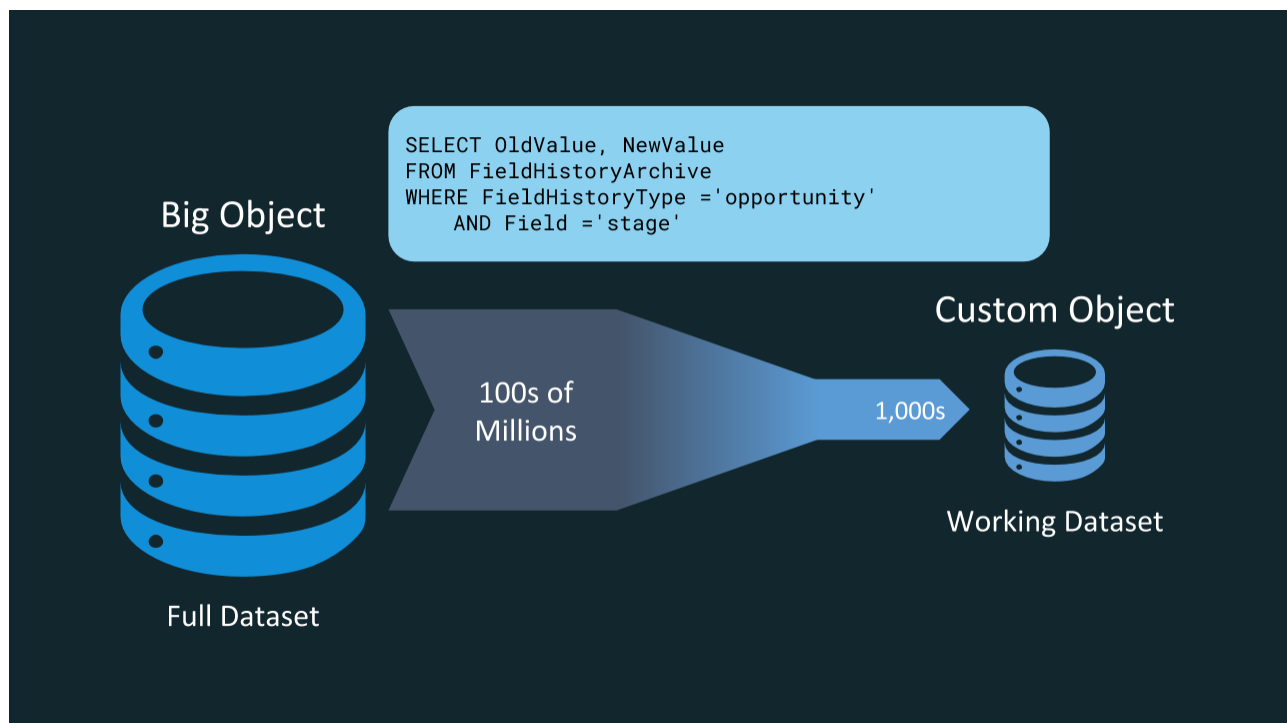 SELECT OldValue, NewValue
FROM FieldHistoryArchive
WHERE FieldHistoryType ='opportunity'
AND Field ='stage'
Big Object
Custom Object
100s of
Millions
1,000s
Working Dataset
Full Dataset